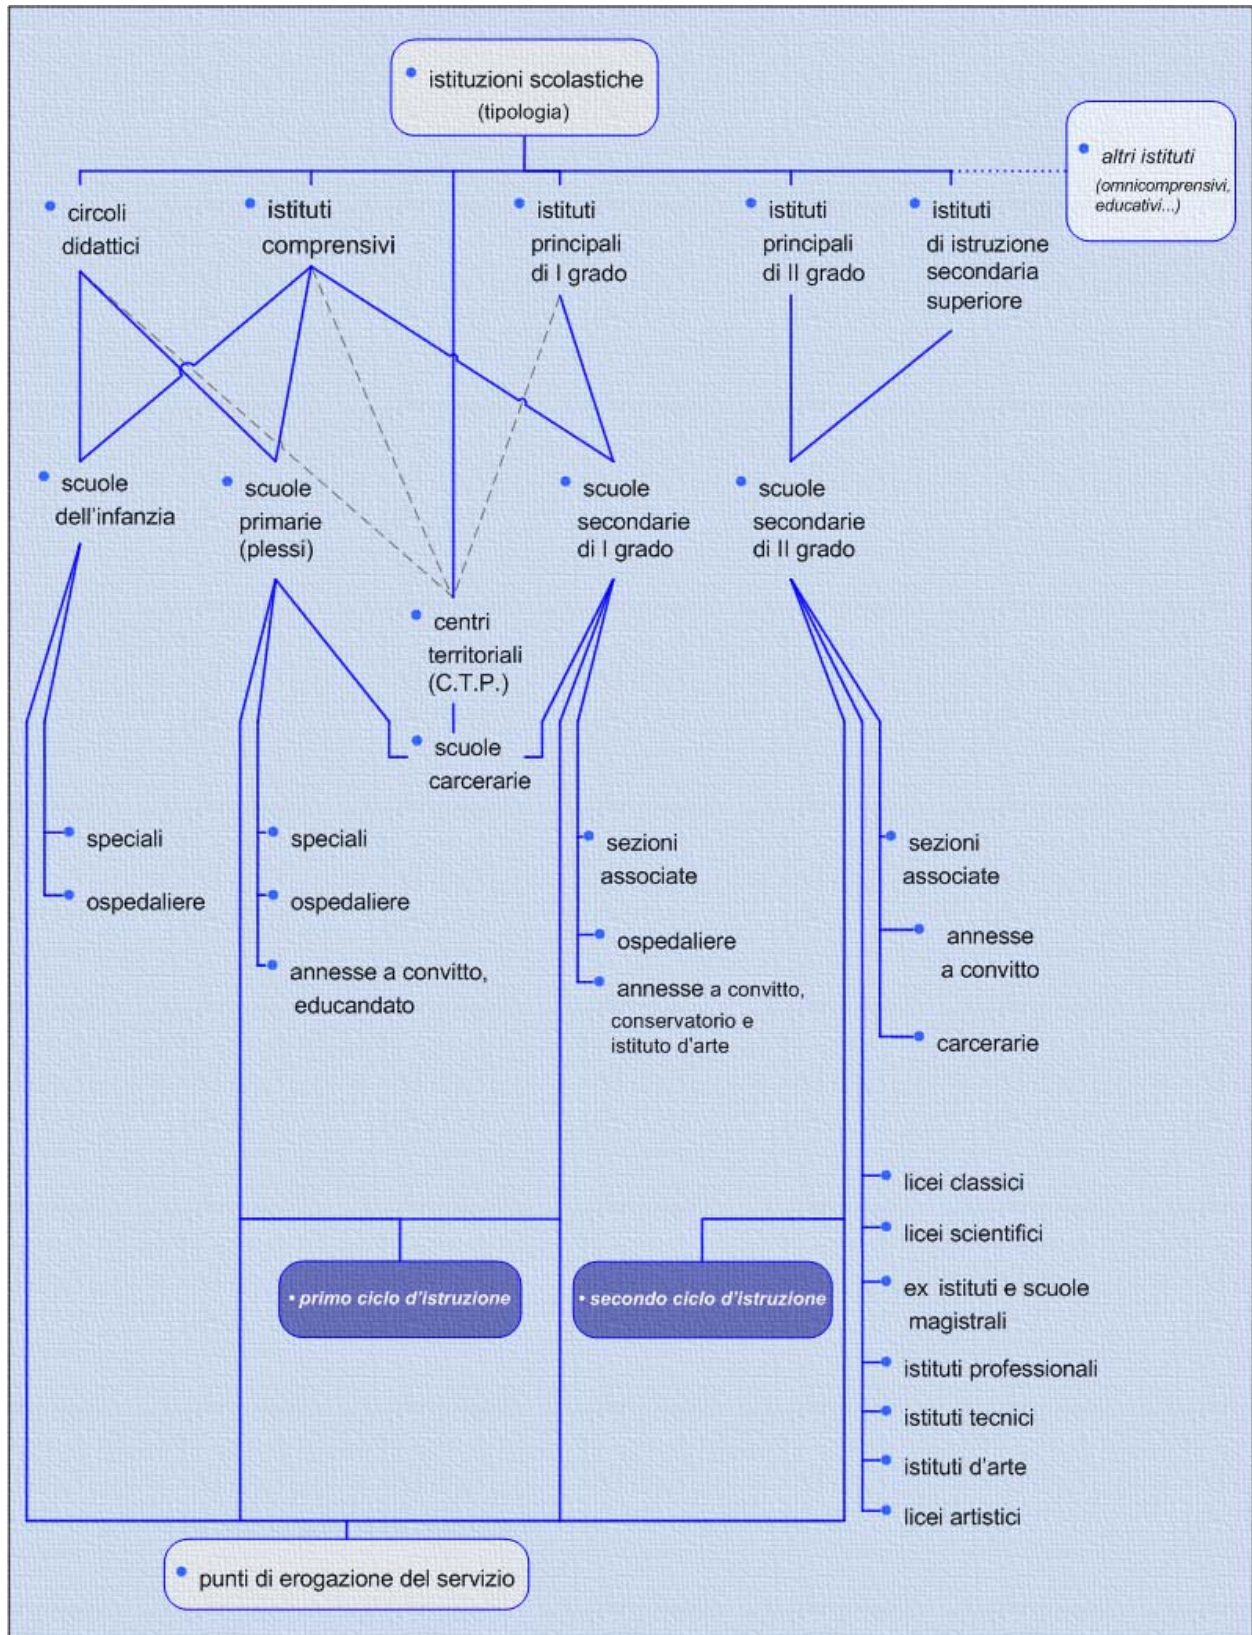 istituzioni scolastiche
(tipologia)
altri istituti
(omnicomprensivi,
educativi...)
circoli
didattici
istituti
comprensivi
istituti
principali
di I grado
istituti
principali
di II grado
istituti
di istruzione
secondaria
superiore
scuole
dell'infanzia
scuole
primarie
(plessi)
scuole
secondarie
di I grado
scuole
secondarie
di II grado
centri
territoriali
(C.T.P.)
scuole
carcerarie
speciali
ospedaliere
speciali
ospedaliere
annesse a convitto,
educandato
sezioni
associate
ospedaliere
annesse a convitto,
conservatorio e
istituto d'arte
sezioni
associate
annesse
a convitto
carcerarie
licei classici
licei scientifici
ex istituti e scuole
magistrali
istituti professionali
istituti tecnici
istituti d'arte
licei artistici
• primo ciclo d'istruzione
• secondo ciclo d'istruzione
punti di erogazione del servizio